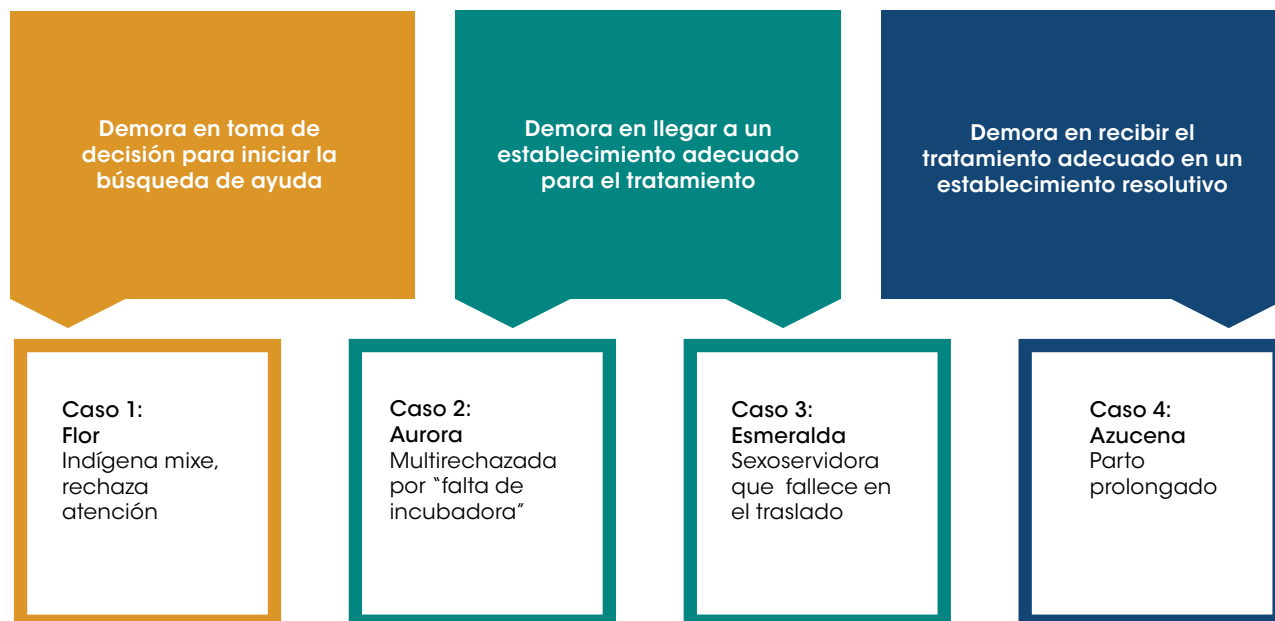 Demora en toma de
decisión para iniciar la
búsqueda de ayuda
Demora en llegar a un
establecimiento adecuado
para el tratamiento
Demora en recibir el
tratamiento adecuado en un
establecimiento resolutivo
Caso 1:
Flor
Indígena mixe,
rechaza
atención
Caso 2:
Aurora
Multirechazada
por “falta de
incubadora”
Caso 3:
Esmeralda
Sexoservidora
que fallece en
el traslado
Caso 4:
Azucena
Parto
prolongado